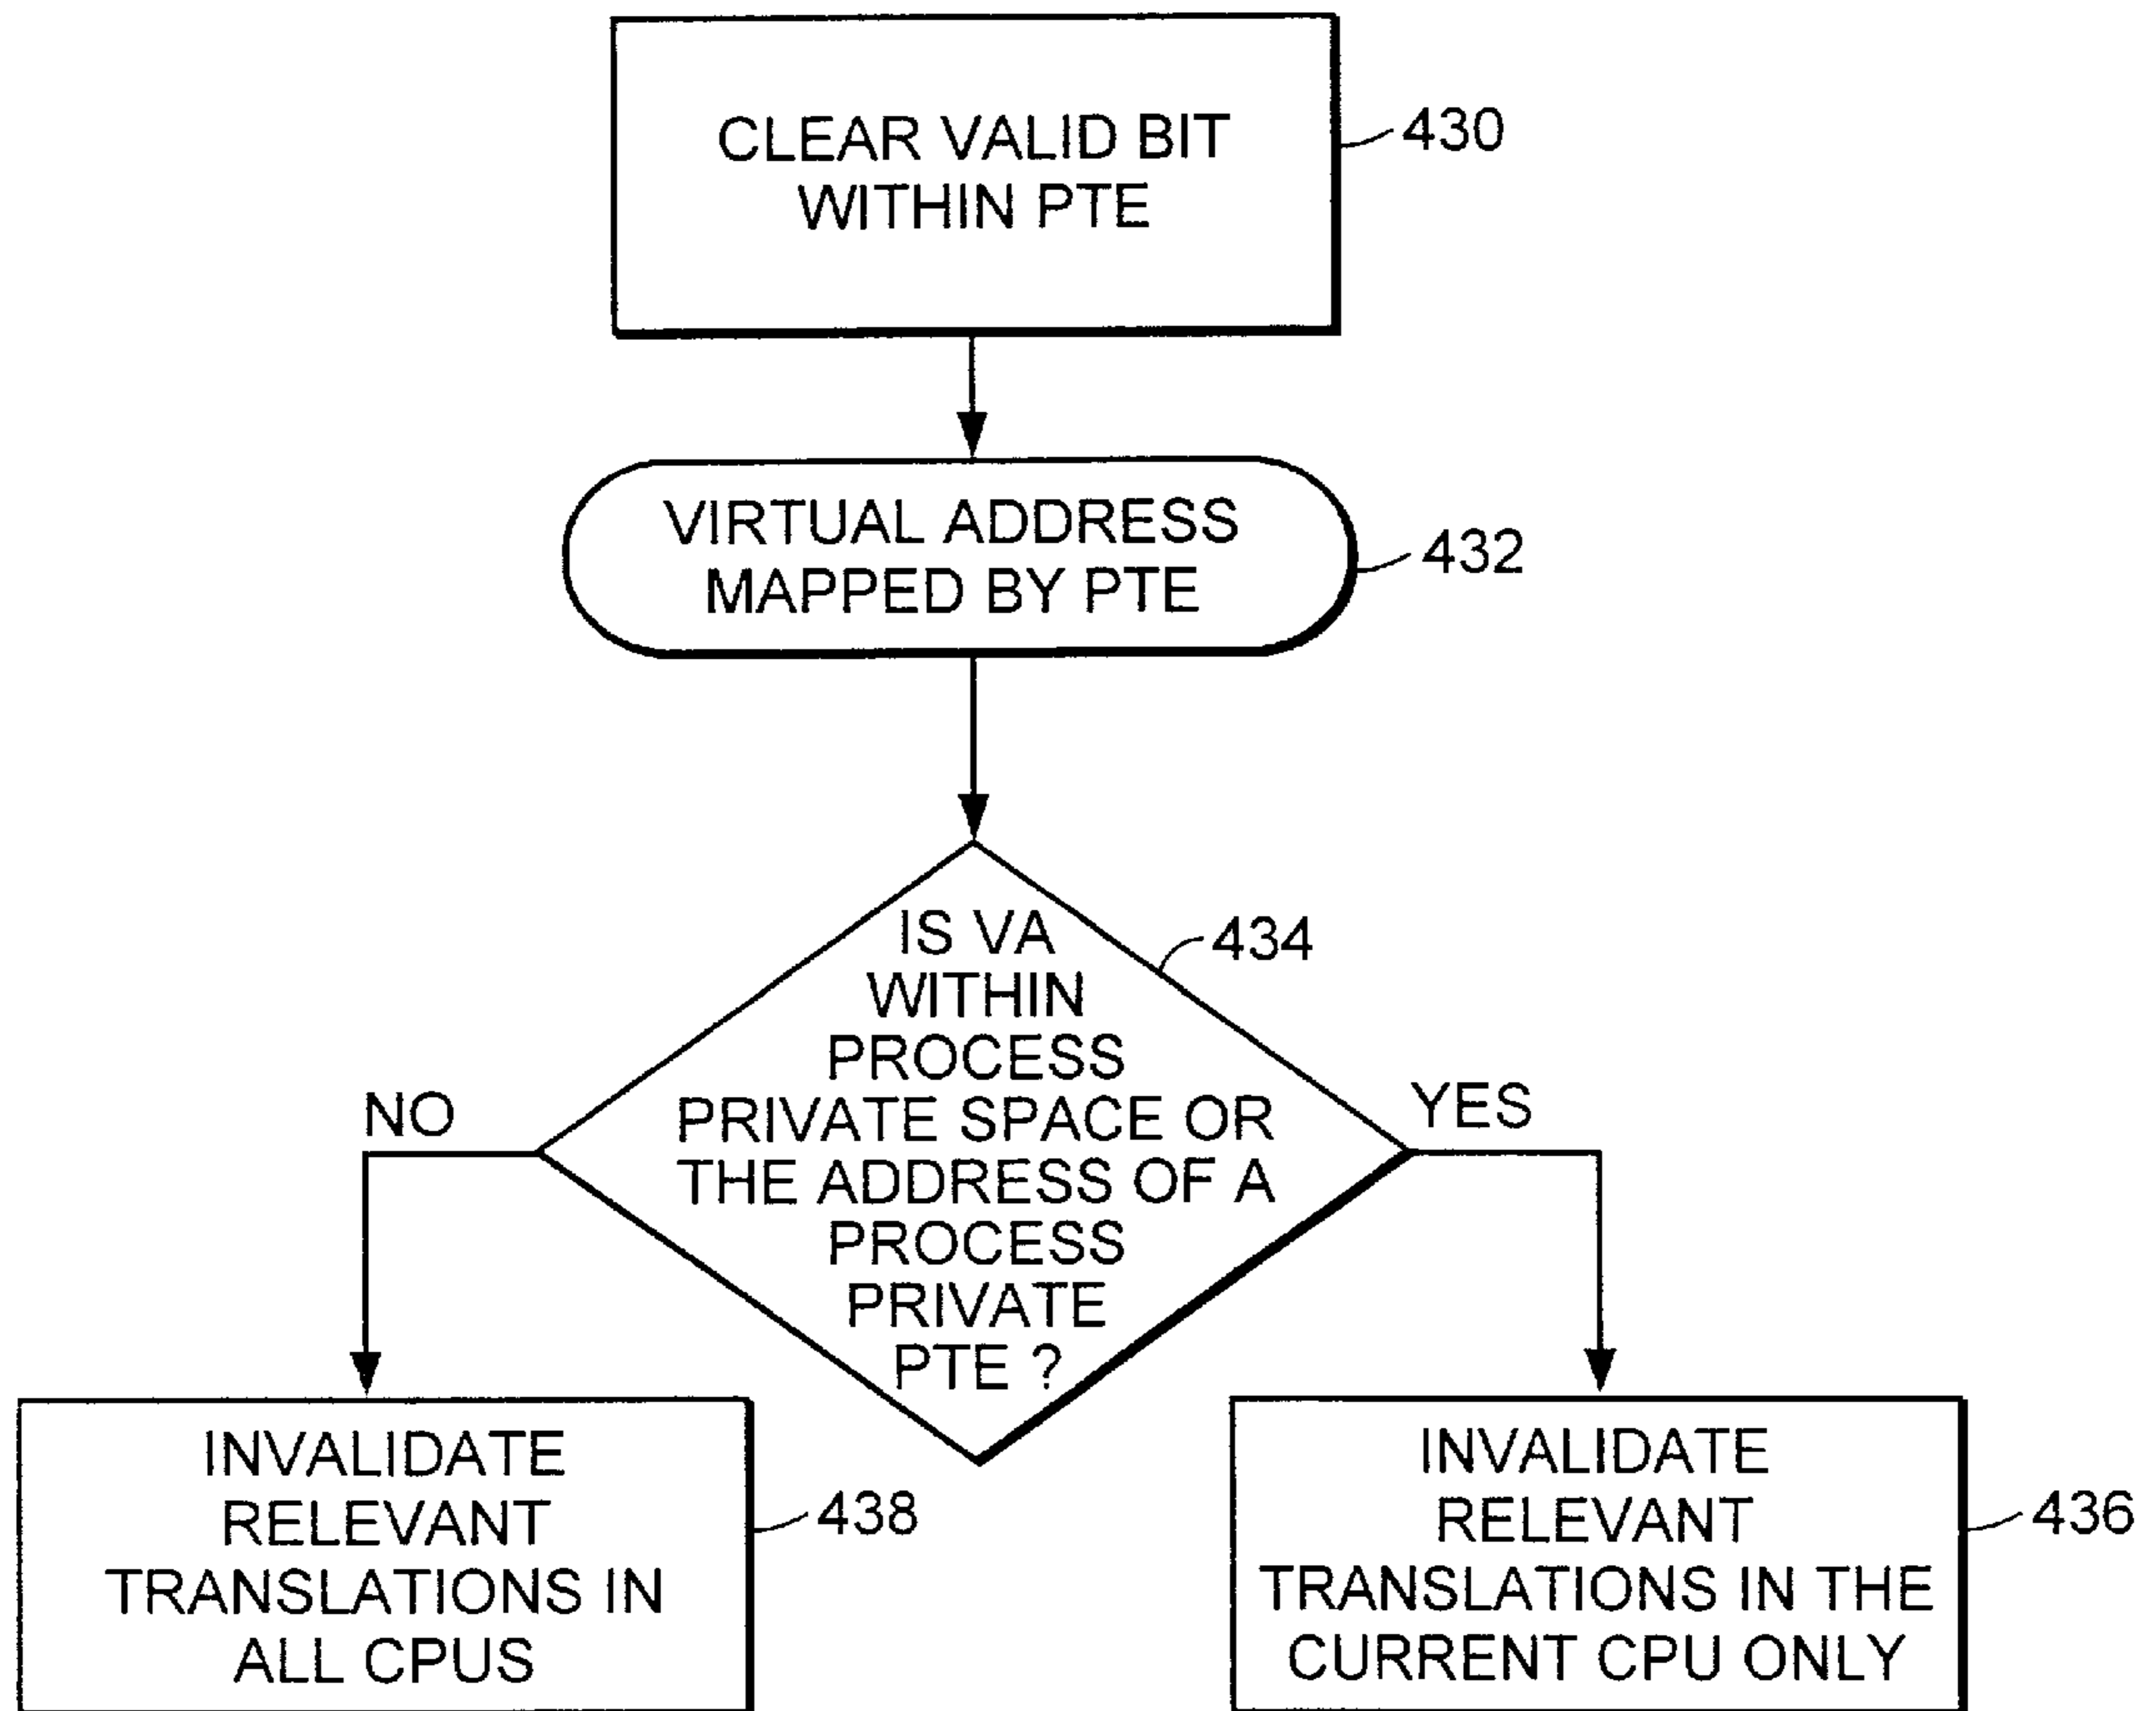 CLEAR VALID BIT
WITHIN PTE
430
VIRTUAL ADDRESS
MAPPED BY PTE
432
IS VA
WITHIN
PROCESS
PRIVATE SPACE OR
THE ADDRESS OF A
PROCESS
PRIVATE
PTE ?
434
NO
YES
INVALIDATE
RELEVANT
TRANSLATIONS IN
ALL CPUS
438
INVALIDATE
RELEVANT
TRANSLATIONS IN THE
CURRENT CPU ONLY
436